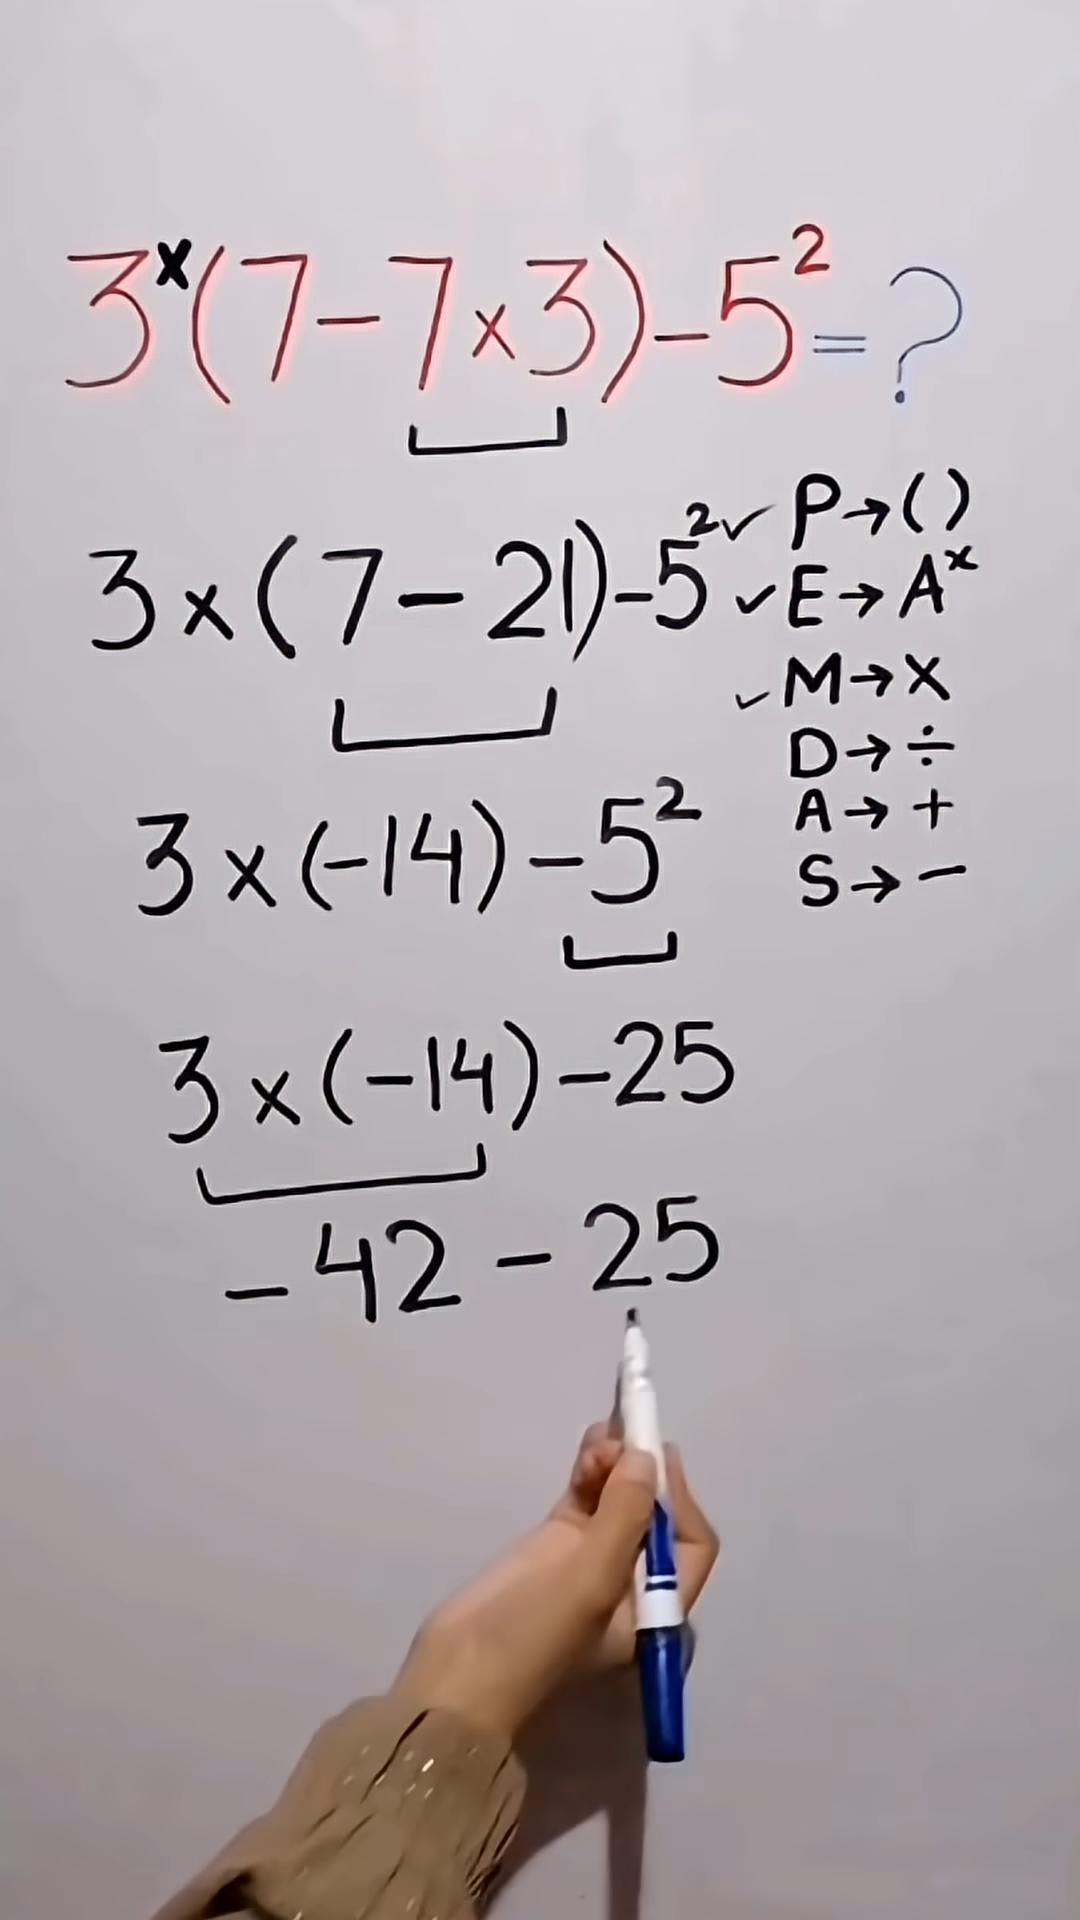 3ˣ(7-7×3)-5²=?
3×(7-21)-5²
✓ P→()
✓ E→Aˣ
✓ M→×
D→÷
A→+
S→-
3×(-14)-5²
3×(-14)-25
-42-25